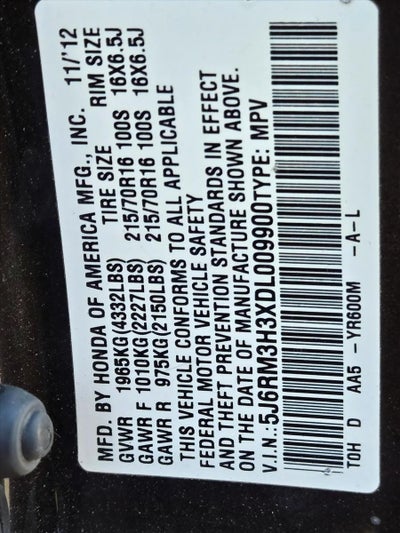 MFD. BY HONDA OF AMERICA MFG., INC. 11/'12
TIRE SIZE RIM SIZE
GVWR 1965KG(4332LBS)
GAWR F 1010KG(2227LBS) 215/70R16 100S 16X6.5J
GAWR R 975KG(2150LBS) 215/70R16 100S 16X6.5J
THIS VEHICLE CONFORMS TO ALL APPLICABLE
FEDERAL MOTOR VEHICLE SAFETY
AND THEFT PREVENTION STANDARDS IN EFFECT
ON THE DATE OF MANUFACTURE SHOWN ABOVE.
V.I.N.:5J6RM3H3XDL009900TYPE: MPV
TOH D AA5 - YR600M -A-L